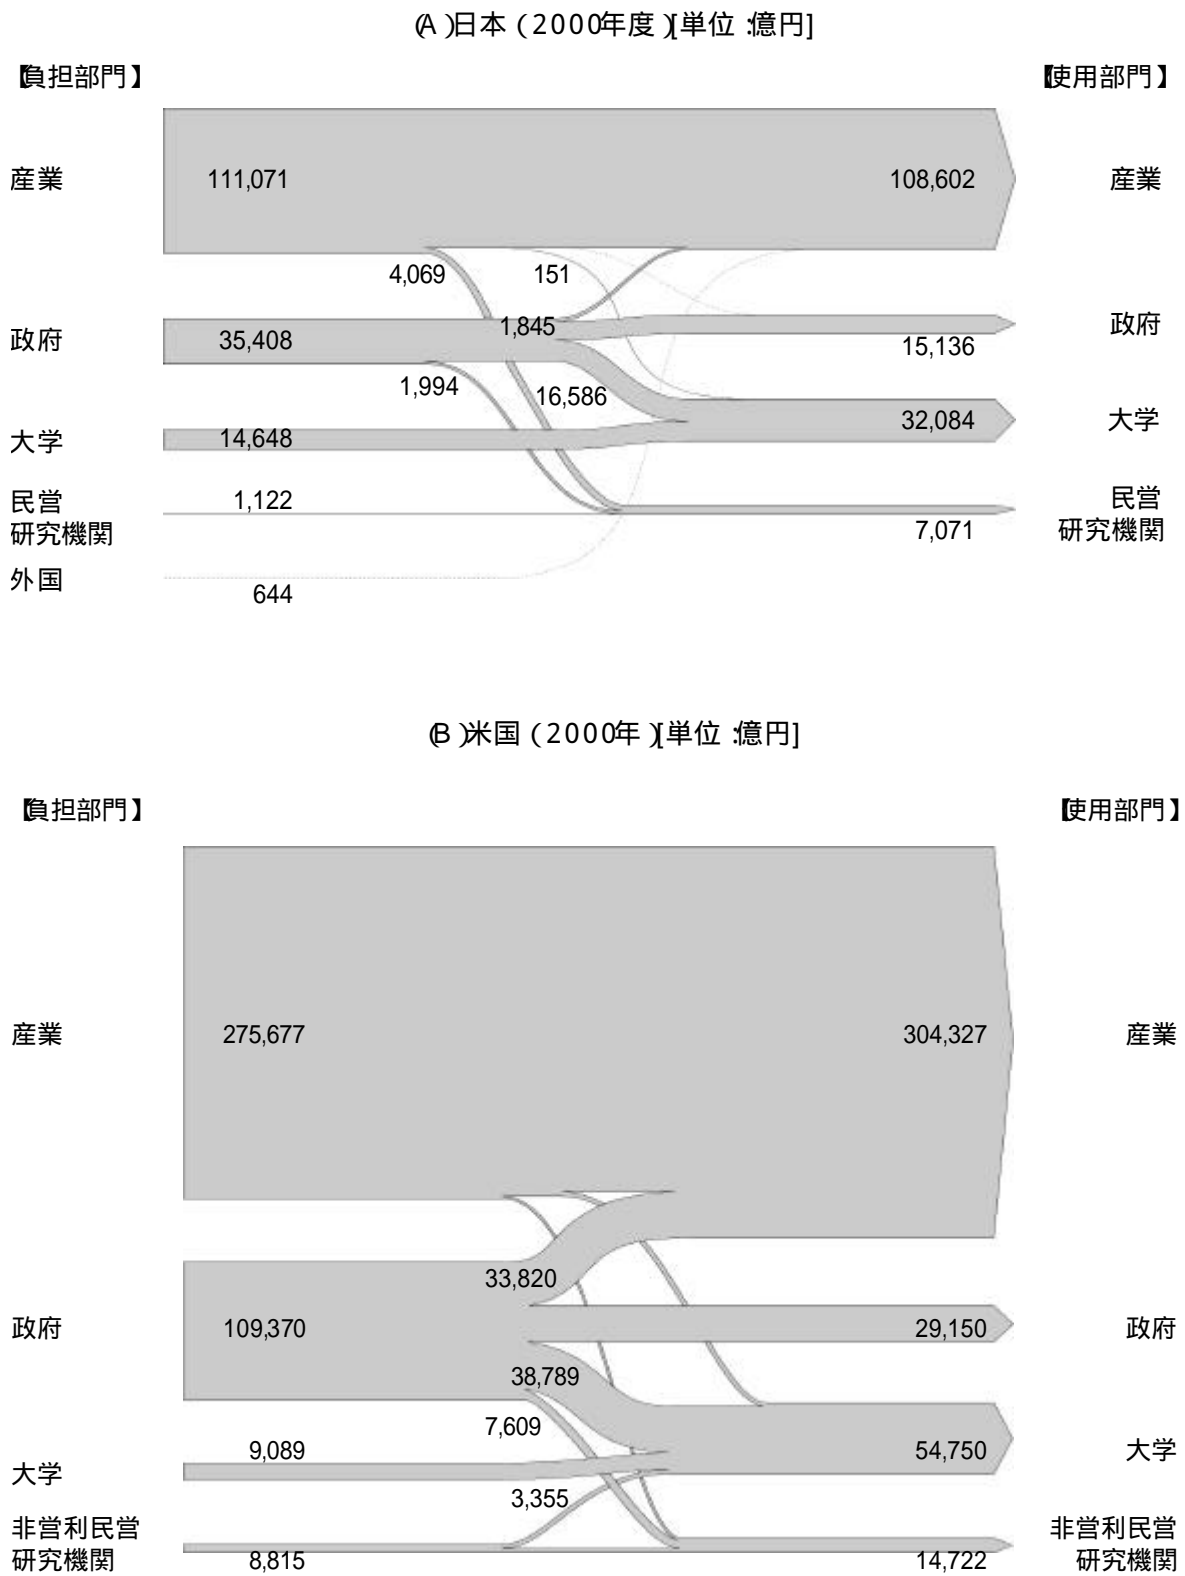 (A)日本(2000年度)[単位:億円]
【負担部門】 【使用部門】
産業 111,071 108,602 産業
4,069 151
政府 35,408 1,845 15,136 政府
1,994 16,586
大学 14,648 32,084 大学
民営
研究機関 1,122 7,071 民営
研究機関
外国 644
(B)米国(2000年)[単位:億円]
【負担部門】 【使用部門】
産業 275,677 304,327 産業
33,820
政府 109,370 29,150 政府
38,789
7,609
大学 9,089 54,750 大学
3,355
非営利民営
研究機関 8,815 14,722 非営利民営
研究機関